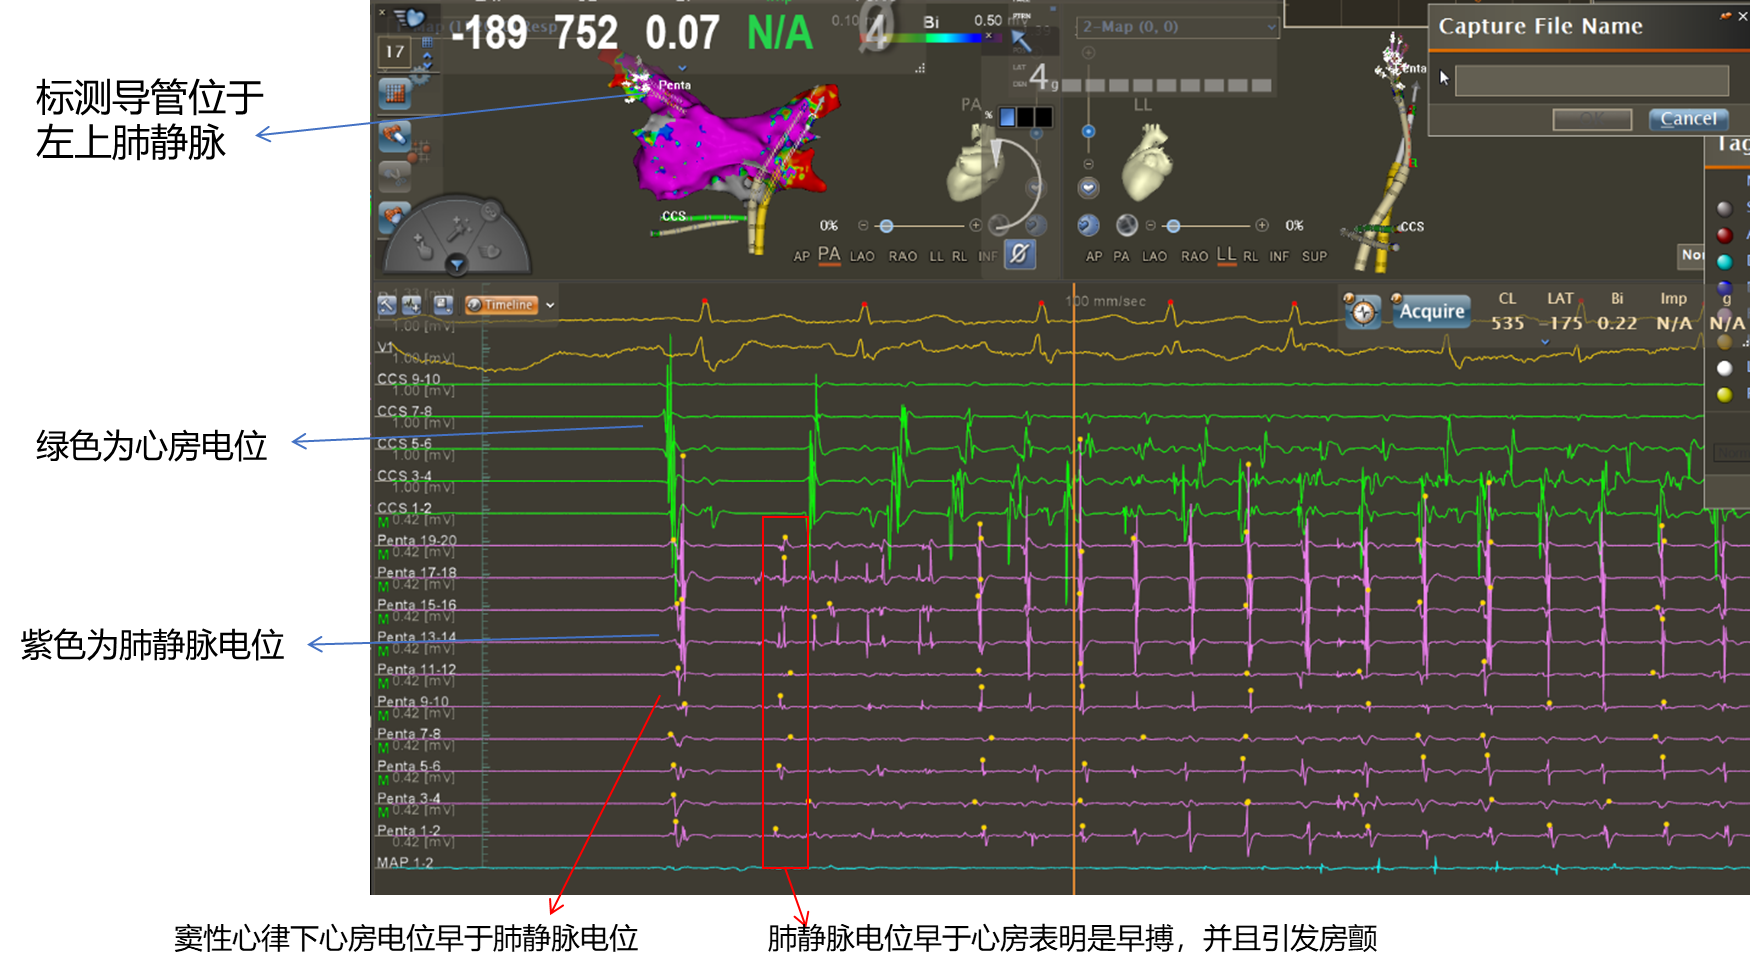 标测导管位于
左上肺静脉
绿色为心房电位
紫色为肺静脉电位
窦性心律下心房电位早于肺静脉电位
肺静脉电位早于心房表明是早搏，并且引发房颤
17
-189 752 0.07 N/A
Bi 0.50
2-Map (0, 0)
Capture File Name
Cancel
Penta
CCS
0%
AP PA LAO RAO LL RL INF
PA
LL
4 g
%
LAT
Penta
CCS
0%
AP PA LAO RAO LL RL INF SUP
Timeline
100 mm/sec
Acquire
CL LAT Bi Imp g
535 -175 0.22 N/A N/A
1.00 [mV]
V1
1.00 [mV]
CCS 9-10
1.00 [mV]
CCS 7-8
1.00 [mV]
CCS 5-6
1.00 [mV]
CCS 3-4
1.00 [mV]
CCS 1-2
M 0.42 [mV]
Penta 19-20
M 0.42 [mV]
Penta 17-18
M 0.42 [mV]
Penta 15-16
M 0.42 [mV]
Penta 13-14
M 0.42 [mV]
Penta 11-12
M 0.42 [mV]
Penta 9-10
M 0.42 [mV]
Penta 7-8
M 0.42 [mV]
Penta 5-6
M 0.42 [mV]
Penta 3-4
M 0.42 [mV]
Penta 1-2
0.42 [mV]
MAP 1-2